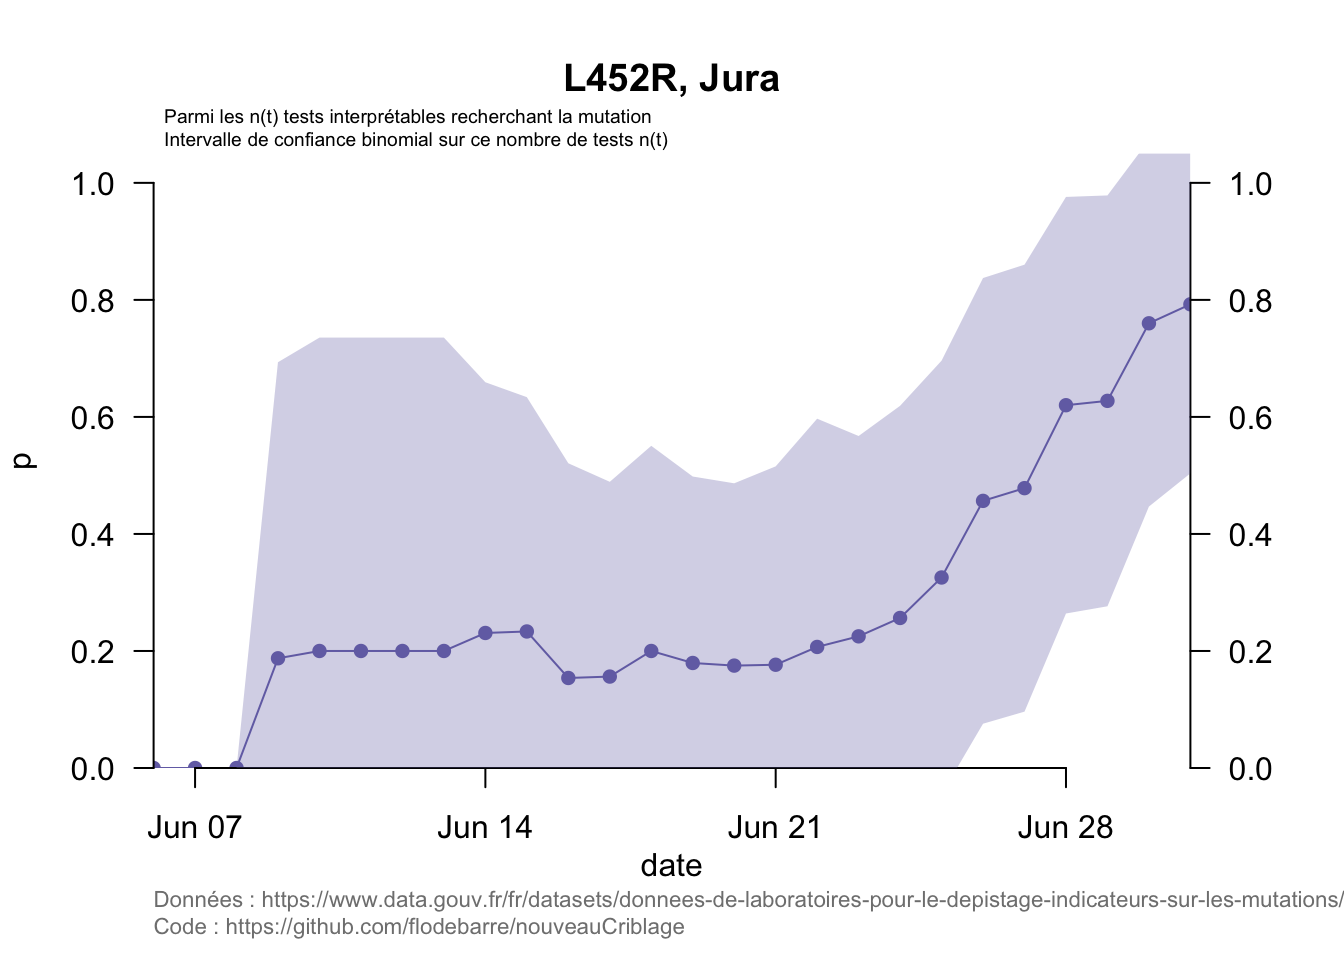 L452R, Jura
Parmi les n(t) tests interprétables recherchant la mutation
Intervalle de confiance binomial sur ce nombre de tests n(t)
1.0
0.8
0.6
0.4
0.2
0.0
p
1.0
0.8
0.6
0.4
0.2
0.0
Jun 07
Jun 14
Jun 21
Jun 28
date
Données : https://www.data.gouv.fr/fr/datasets/donnees-de-laboratoires-pour-le-depistage-indicateurs-sur-les-mutations/
Code : https://github.com/flodebarre/nouveauCriblage